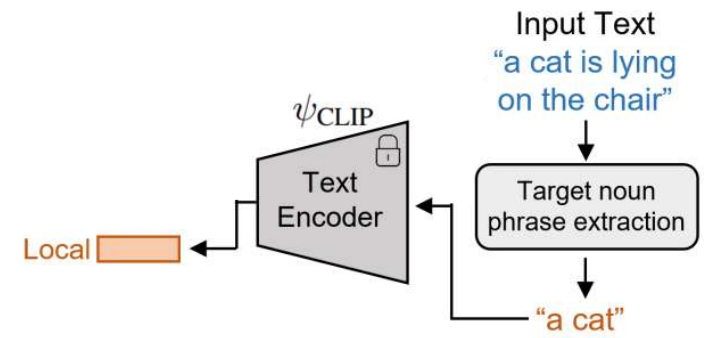 Input Text
“a cat is lying
on the chair”
ψCLIP
Text
Encoder
Target noun
phrase extraction
Local
“a cat”